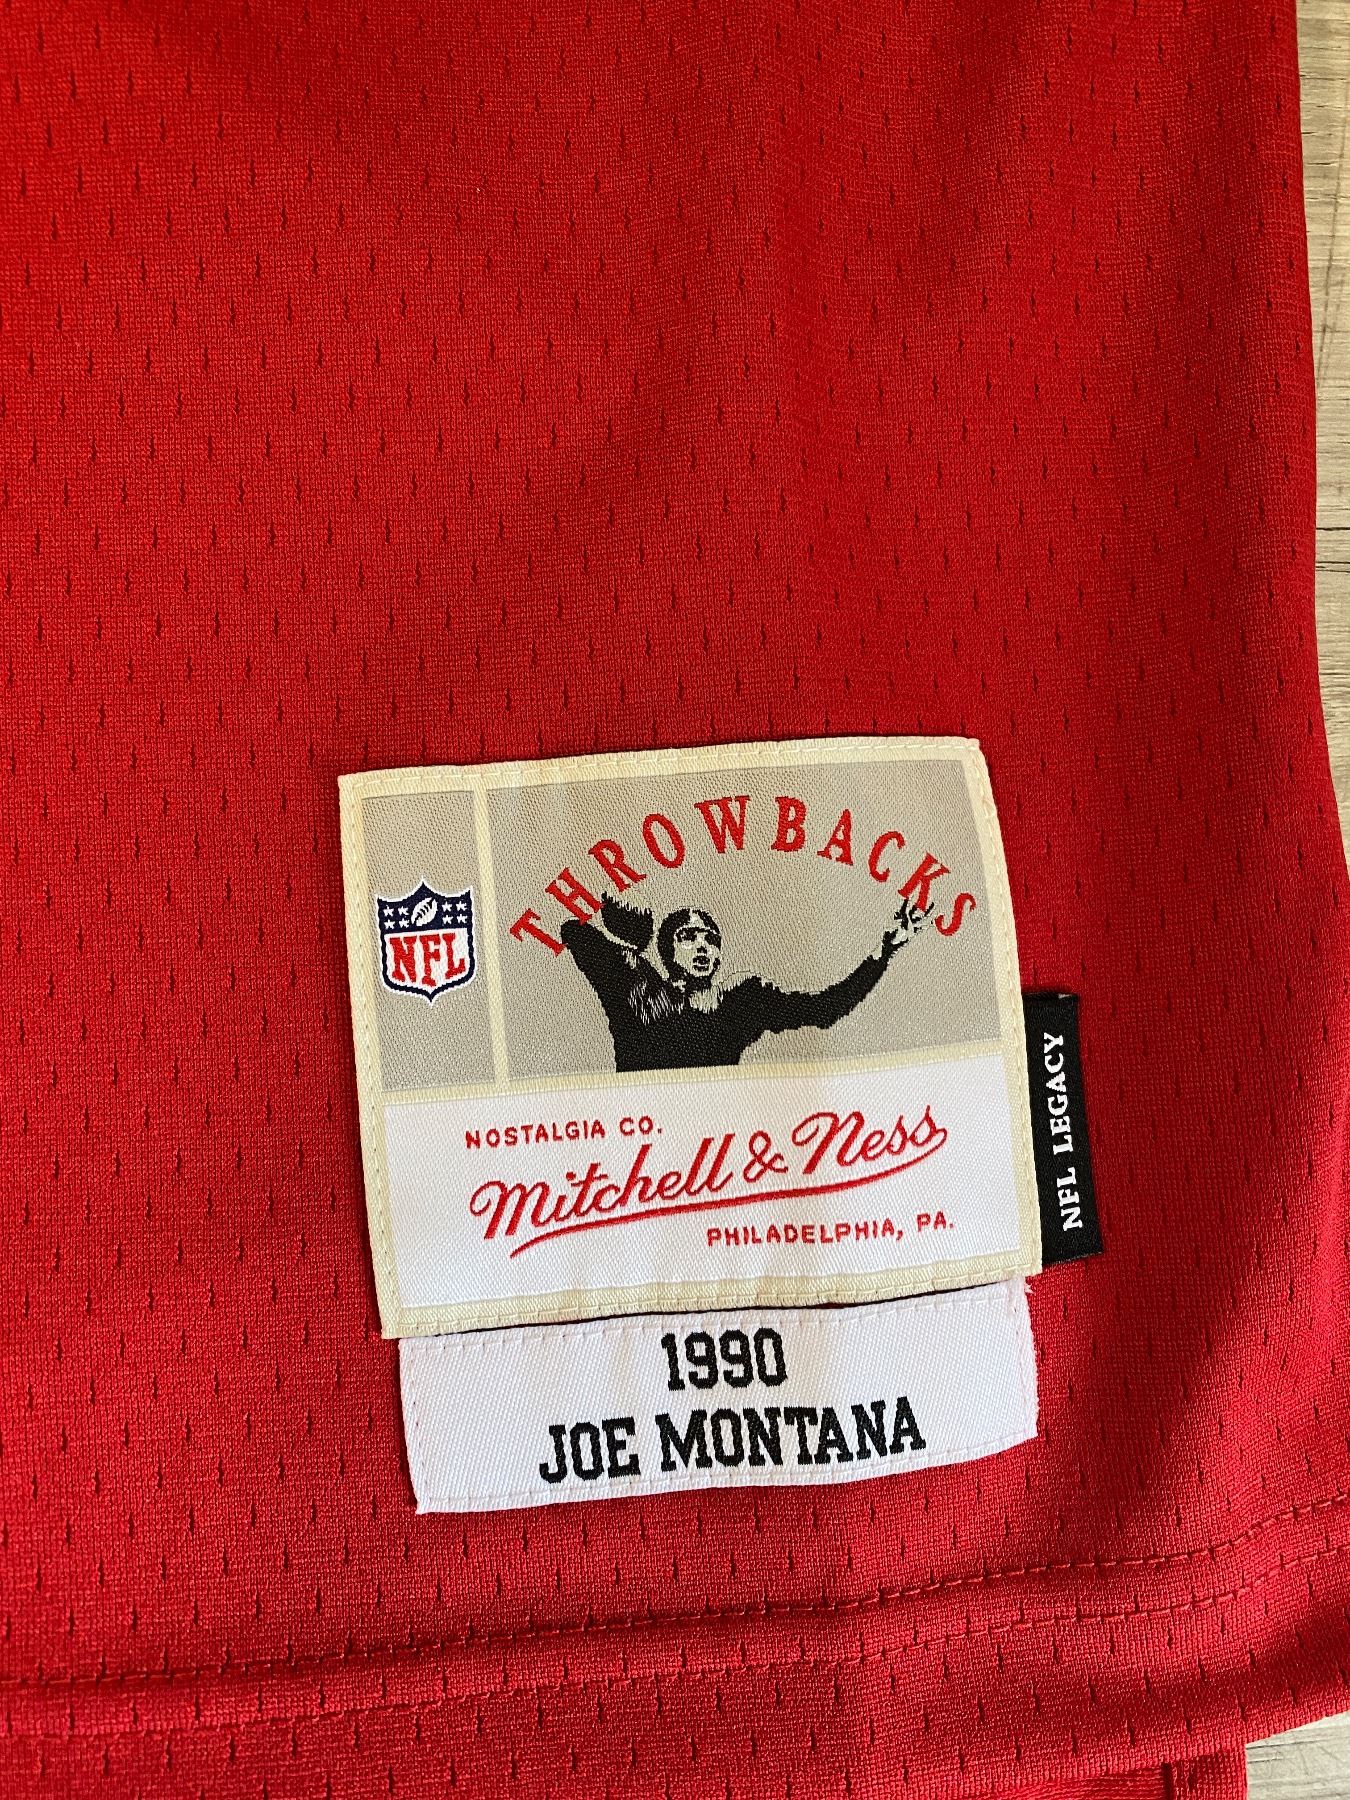 THROWBACKS
NFL
NOSTALGIA CO.
Mitchell & Ness
PHILADELPHIA, PA.
NFL LEGACY
1990
JOE MONTANA